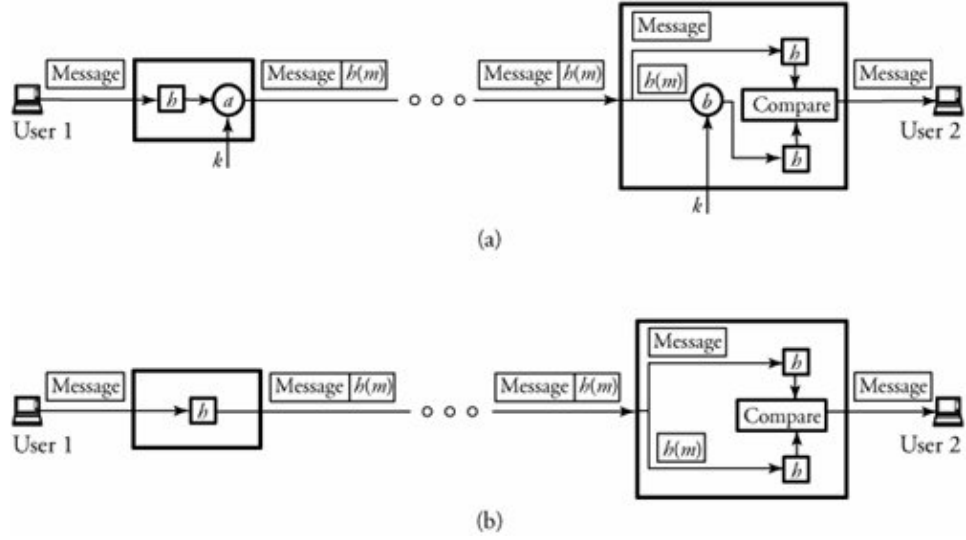 Message
User 1
h
a
k
Message h(m)
Message h(m)
Message
h(m)
b
k
h
Compare
h
Message
User 2
(a)
Message
User 1
h
Message h(m)
Message h(m)
Message
h(m)
h
Compare
h
Message
User 2
(b)